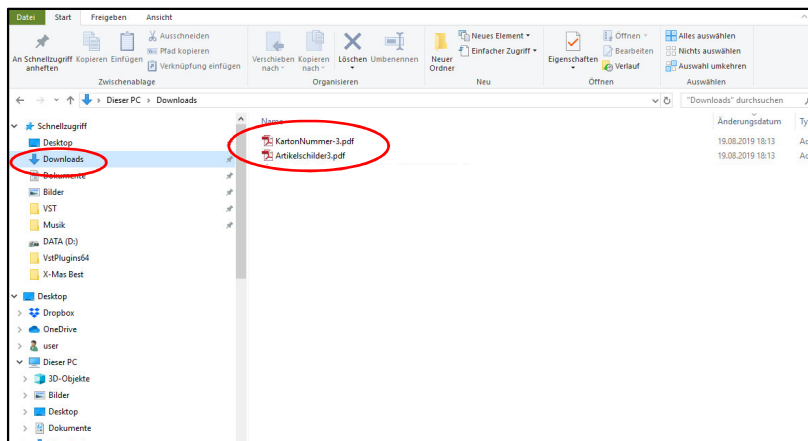 Datei Start Freigeben Ansicht
An Schnellzugriff anheften
Kopieren
Einfügen
Ausschneiden
Pfad kopieren
Verknüpfung einfügen
Zwischenablage
Verschieben nach
Kopieren nach
Löschen
Umbenennen
Organisieren
Neuer Ordner
Neues Element
Einfacher Zugriff
Neu
Eigenschaften
Öffnen
Bearbeiten
Verlauf
Öffnen
Alles auswählen
Nichts auswählen
Auswahl umkehren
Auswählen
Dieser PC > Downloads
"Downloads" durchsuchen
Schnellzugriff
Desktop
Downloads
Dokumente
Bilder
VST
Musik
DATA (D:)
VstPlugins64
X-Mas Best
Desktop
Dropbox
OneDrive
user
Dieser PC
3D-Objekte
Bilder
Desktop
Dokumente
Name Änderungsdatum Ty
KartonNummer-3.pdf 19.08.2019 18:13 Ad
Artikelschilder3.pdf 19.08.2019 18:13 Ad